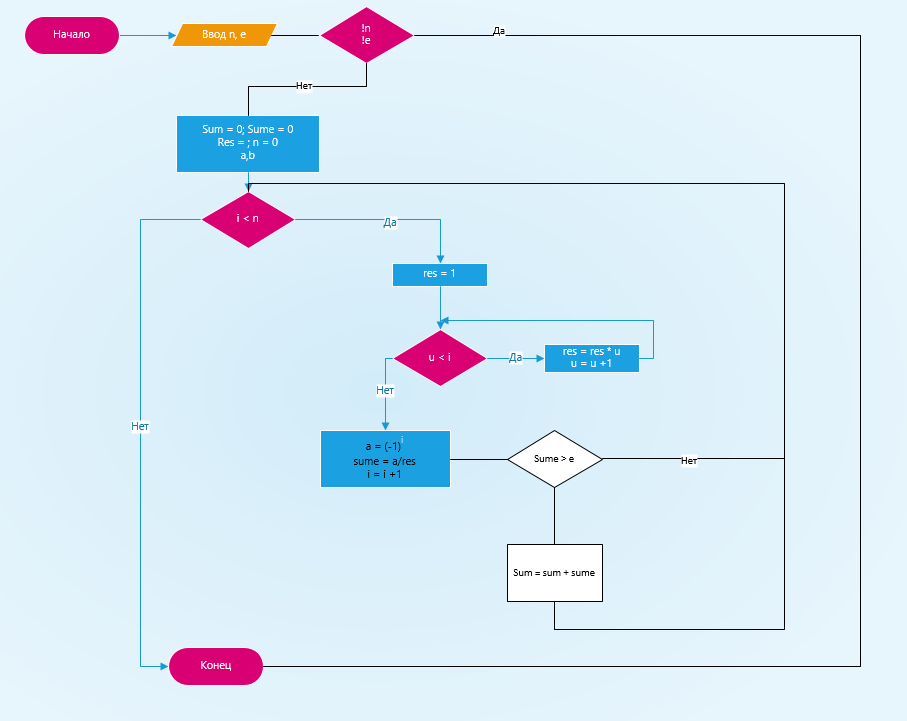 Начало
Ввод n, e
!n
!e
Да
Нет
Sum = 0; Sume = 0
Res = ; n = 0
a,b
i < n
Да
res = 1
u < i
Да
res = res * u
u = u +1
Нет
Нет
a = (-1)^i
sume = a/res
i = i +1
Sume > e
Нет
Sum = sum + sume
Конец